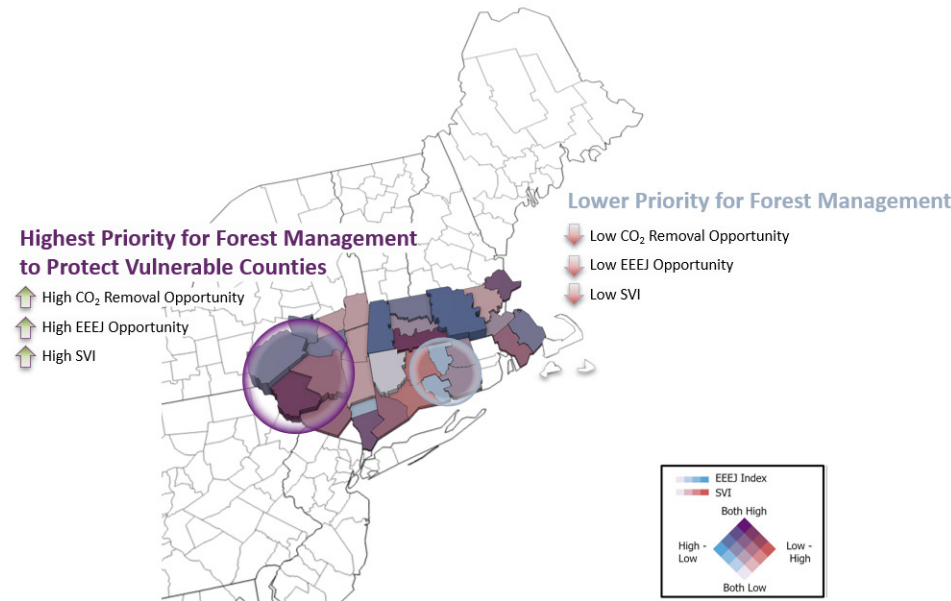 Lower Priority for Forest Management
Low CO₂ Removal Opportunity
Low EEEJ Opportunity
Low SVI
Highest Priority for Forest Management
to Protect Vulnerable Counties
High CO₂ Removal Opportunity
High EEEJ Opportunity
High SVI
EEEJ Index
SVI
Both High
High -
Low
Low -
High
Both Low